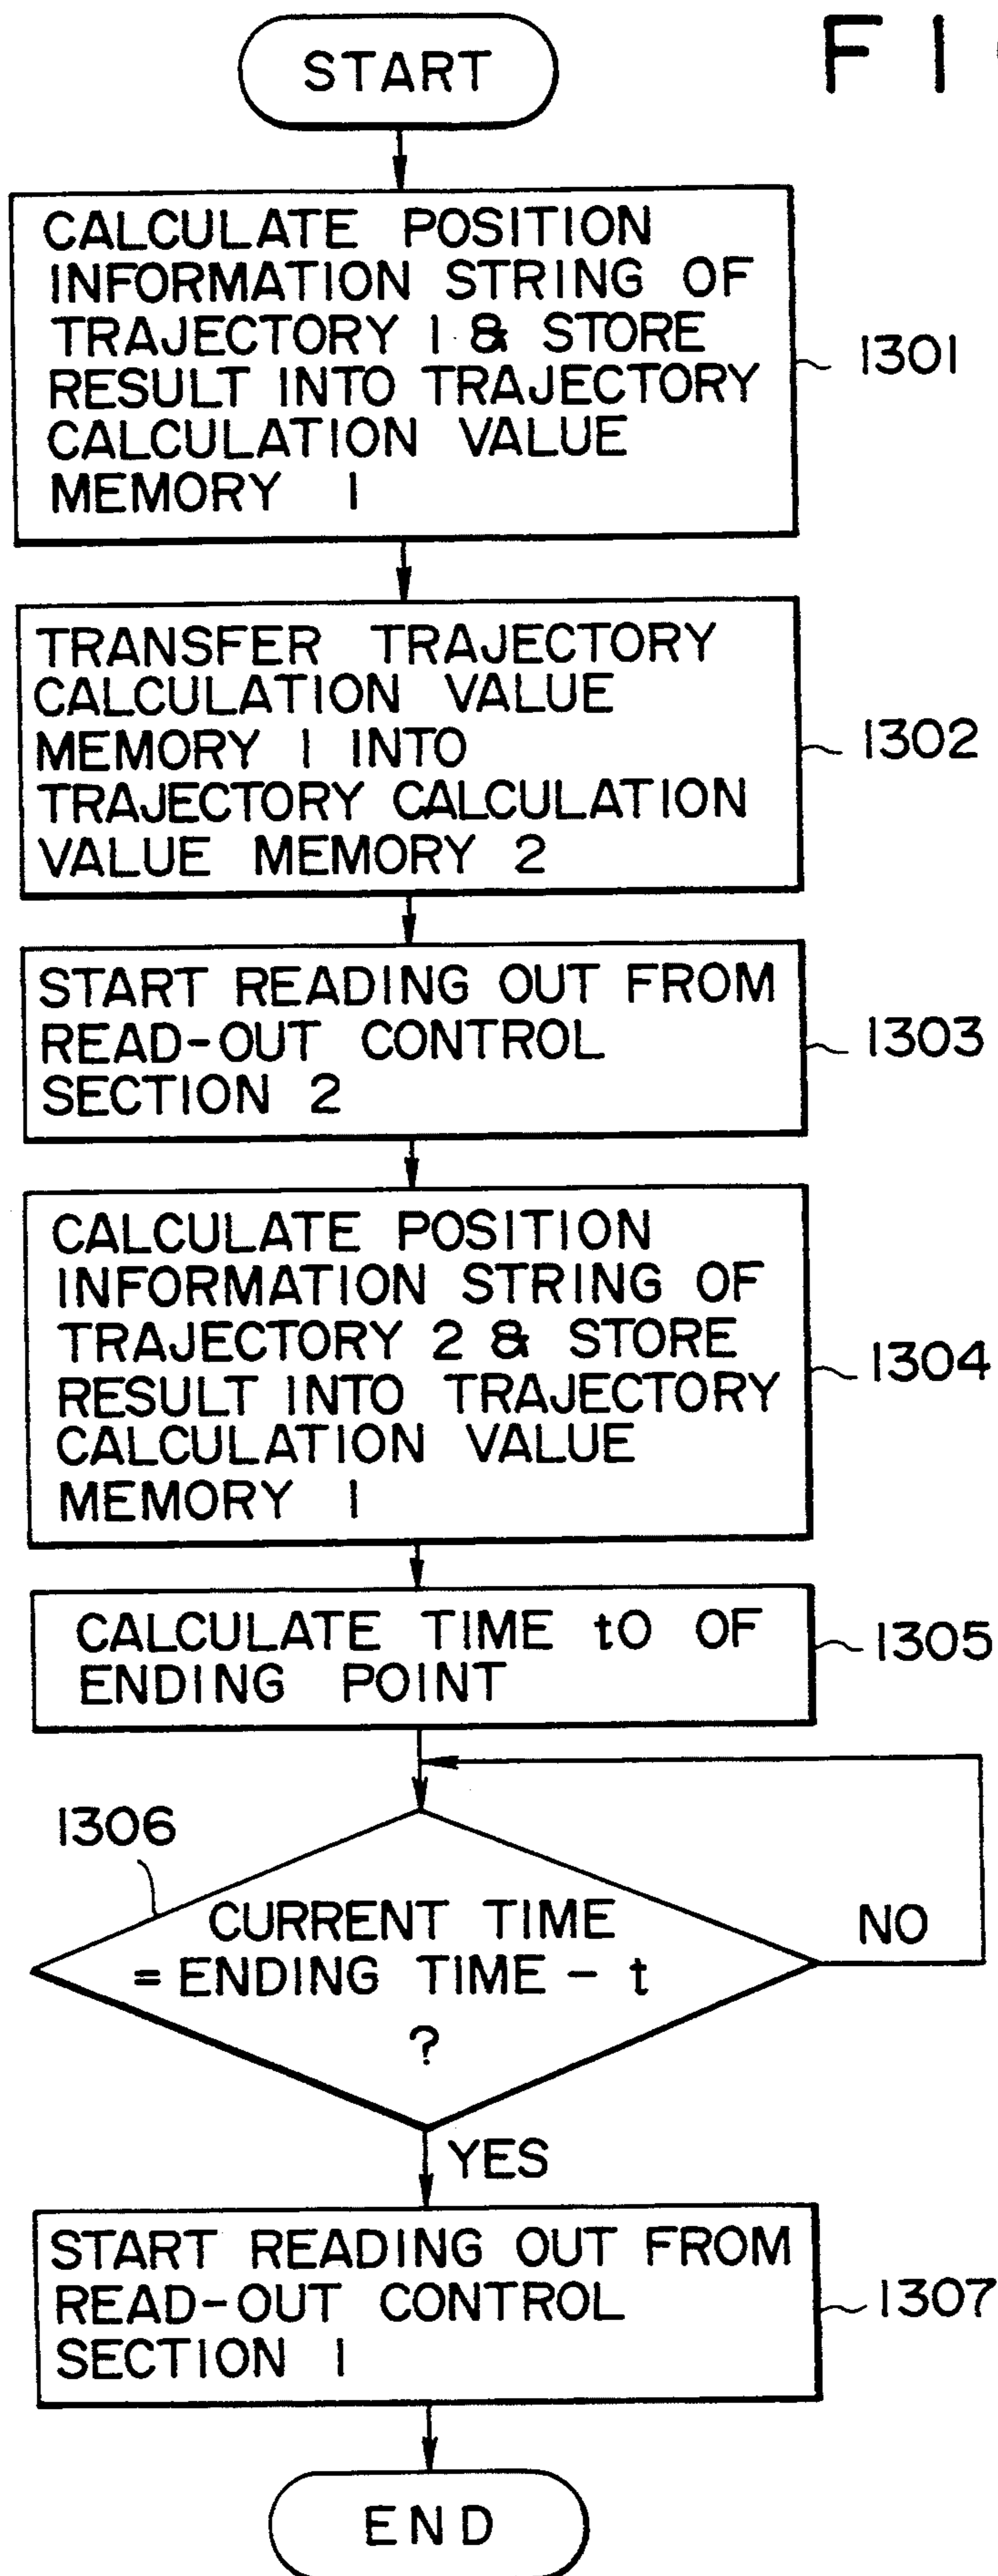 FI
START
CALCULATE POSITION
INFORMATION STRING OF
TRAJECTORY 1 & STORE
RESULT INTO TRAJECTORY
CALCULATION VALUE
MEMORY 1
1301
TRANSFER TRAJECTORY
CALCULATION VALUE
MEMORY 1 INTO
TRAJECTORY CALCULATION
VALUE MEMORY 2
1302
START READING OUT FROM
READ-OUT CONTROL
SECTION 2
1303
CALCULATE POSITION
INFORMATION STRING OF
TRAJECTORY 2 & STORE
RESULT INTO TRAJECTORY
CALCULATION VALUE
MEMORY 1
1304
CALCULATE TIME t0 OF
ENDING POINT
1305
1306
CURRENT TIME
= ENDING TIME - t
?
NO
YES
START READING OUT FROM
READ-OUT CONTROL
SECTION 1
1307
END